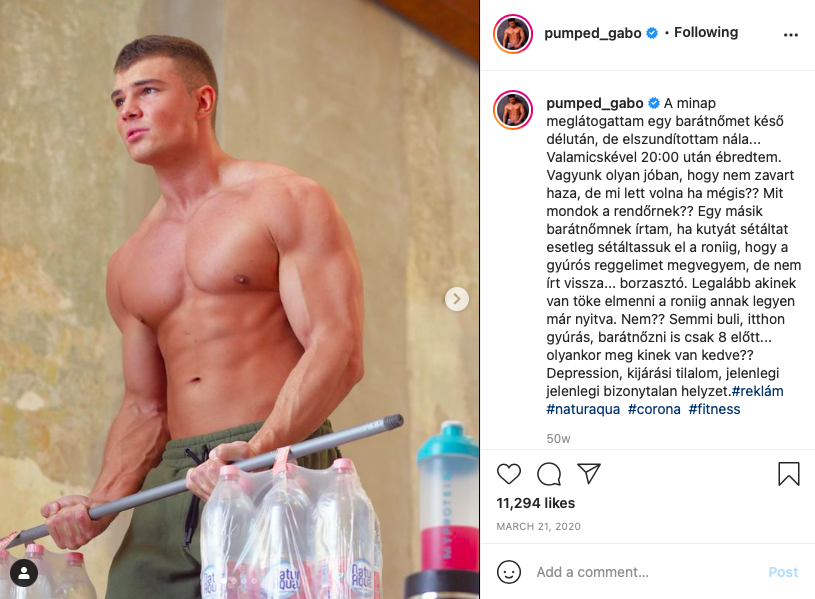 pumped_gabo • Following
pumped_gabo A minap
meglátogattam egy barátnőmet késő
délután, de elszundítottam nála...
Valamicskével 20:00 után ébredtem.
Vagyunk olyan jóban, hogy nem zavart
haza, de mi lett volna ha mégis?? Mit
mondok a rendőrnek?? Egy másik
barátnőmnek írtam, ha kutyát sétáltat
esetleg sétáltassuk el a roniig, hogy a
gyúrós reggelimet megvegyem, de nem
írt vissza... borzasztó. Legalább akinek
van töke elmenni a roniig annak legyen
már nyitva. Nem?? Semmi buli, itthon
gyúrás, barátnőzni is csak 8 előtt...
olyankor meg kinek van kedve??
Depression, kijárási tilalom, jelenlegi
jelenlegi bizonytalan helyzet.#reklám
#naturaqua #corona #fitness
50w
11,294 likes
MARCH 21, 2020
Add a comment... Post
MYPROTEIN